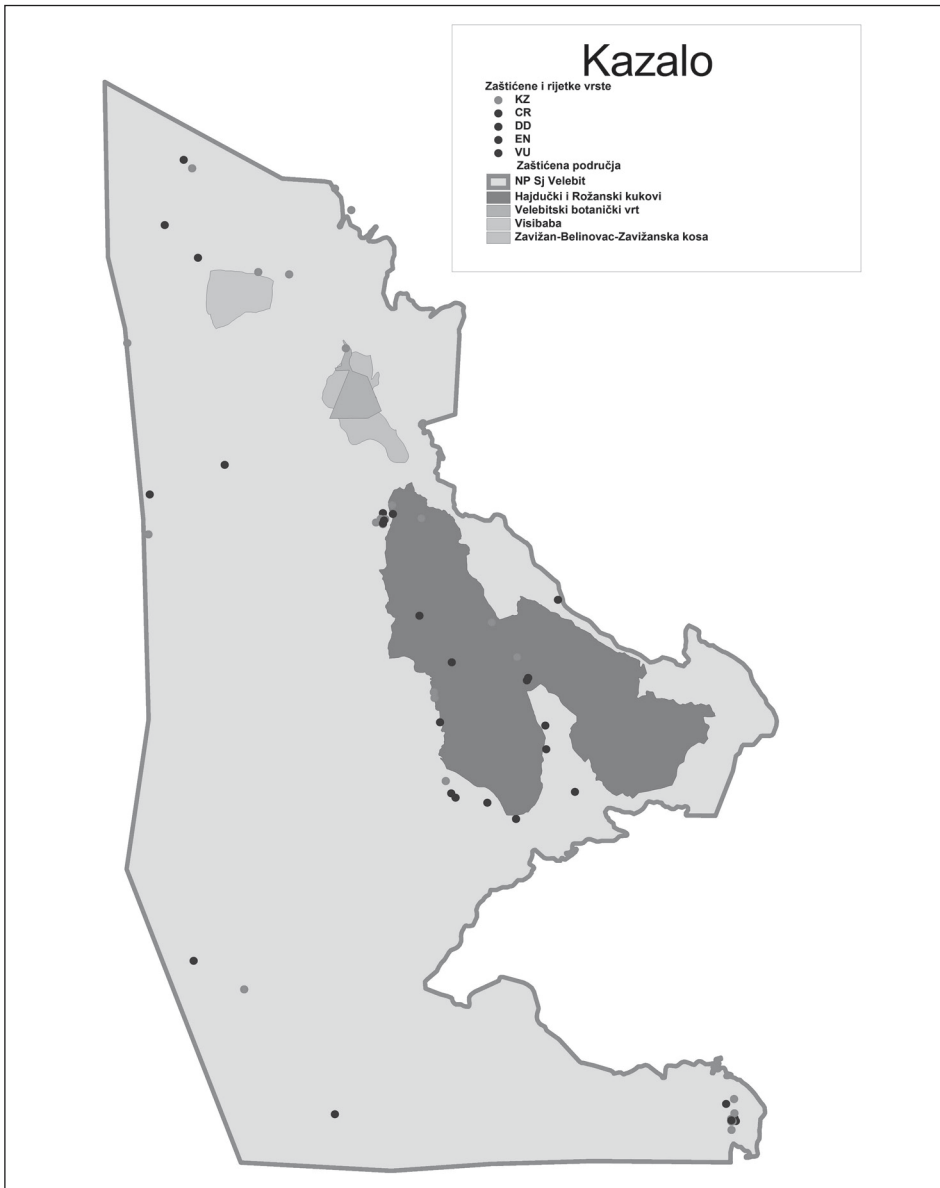 Kazalo
Zaštićene i rijetke vrste
KZ
CR
DD
EN
VU
Zaštićena područja
NP Sj Velebit
Hajdučki i Rožanski kukovi
Velebitski botanički vrt
Visibaba
Zavižan-Belinovac-Zavižanska kosa